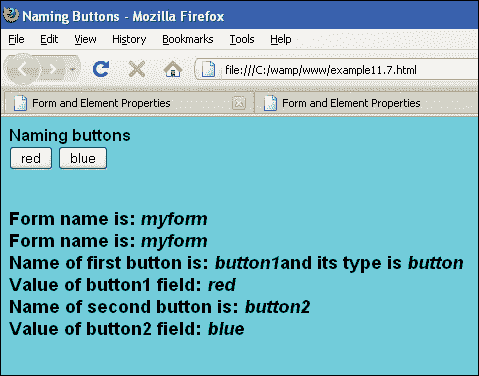 Naming Buttons - Mozilla Firefox
File Edit View History Bookmarks Tools Help
file:///C:/wamp/www/example11.7.html
Form and Element Properties Form and Element Properties
Naming buttons
red blue
Form name is: myform
Form name is: myform
Name of first button is: button1and its type is button
Value of button1 field: red
Name of second button is: button2
Value of button2 field: blue